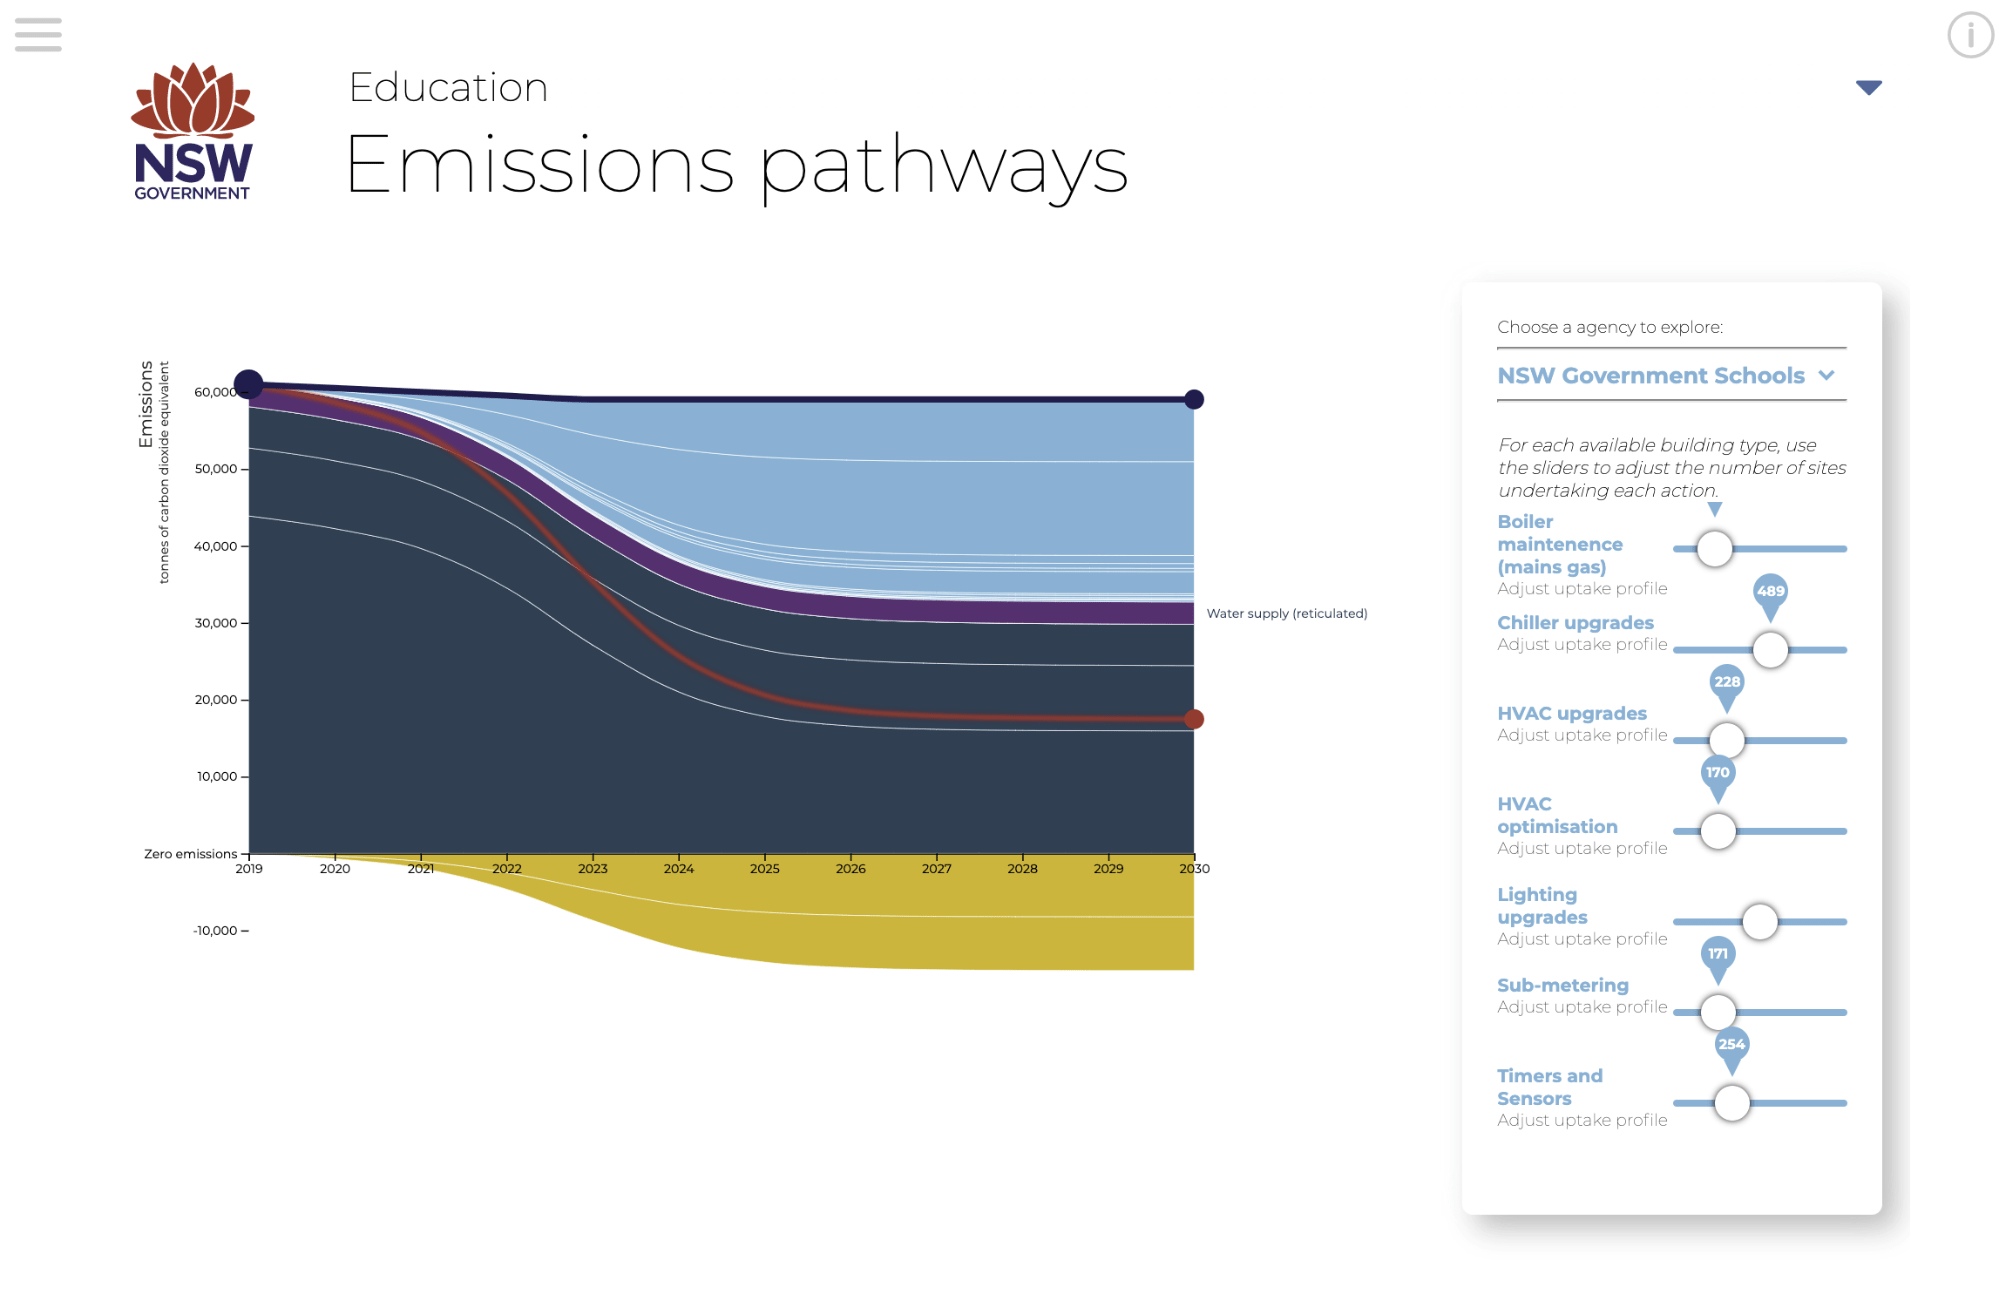 NSW
GOVERNMENT
Education
Emissions pathways
Emissions
tonnes of carbon dioxide equivalent
60,000
50,000
40,000
30,000
20,000
10,000
Zero emissions
-10,000
2019 2020 2021 2022 2023 2024 2025 2026 2027 2028 2029 2030
Water supply (reticulated)
Choose a agency to explore:
NSW Government Schools
For each available building type, use
the sliders to adjust the number of sites
undertaking each action.
Boiler
maintenence
(mains gas)
Adjust uptake profile
489
Chiller upgrades
Adjust uptake profile
228
HVAC upgrades
Adjust uptake profile
170
HVAC
optimisation
Adjust uptake profile
Lighting
upgrades
Adjust uptake profile
171
Sub-metering
Adjust uptake profile
254
Timers and
Sensors
Adjust uptake profile